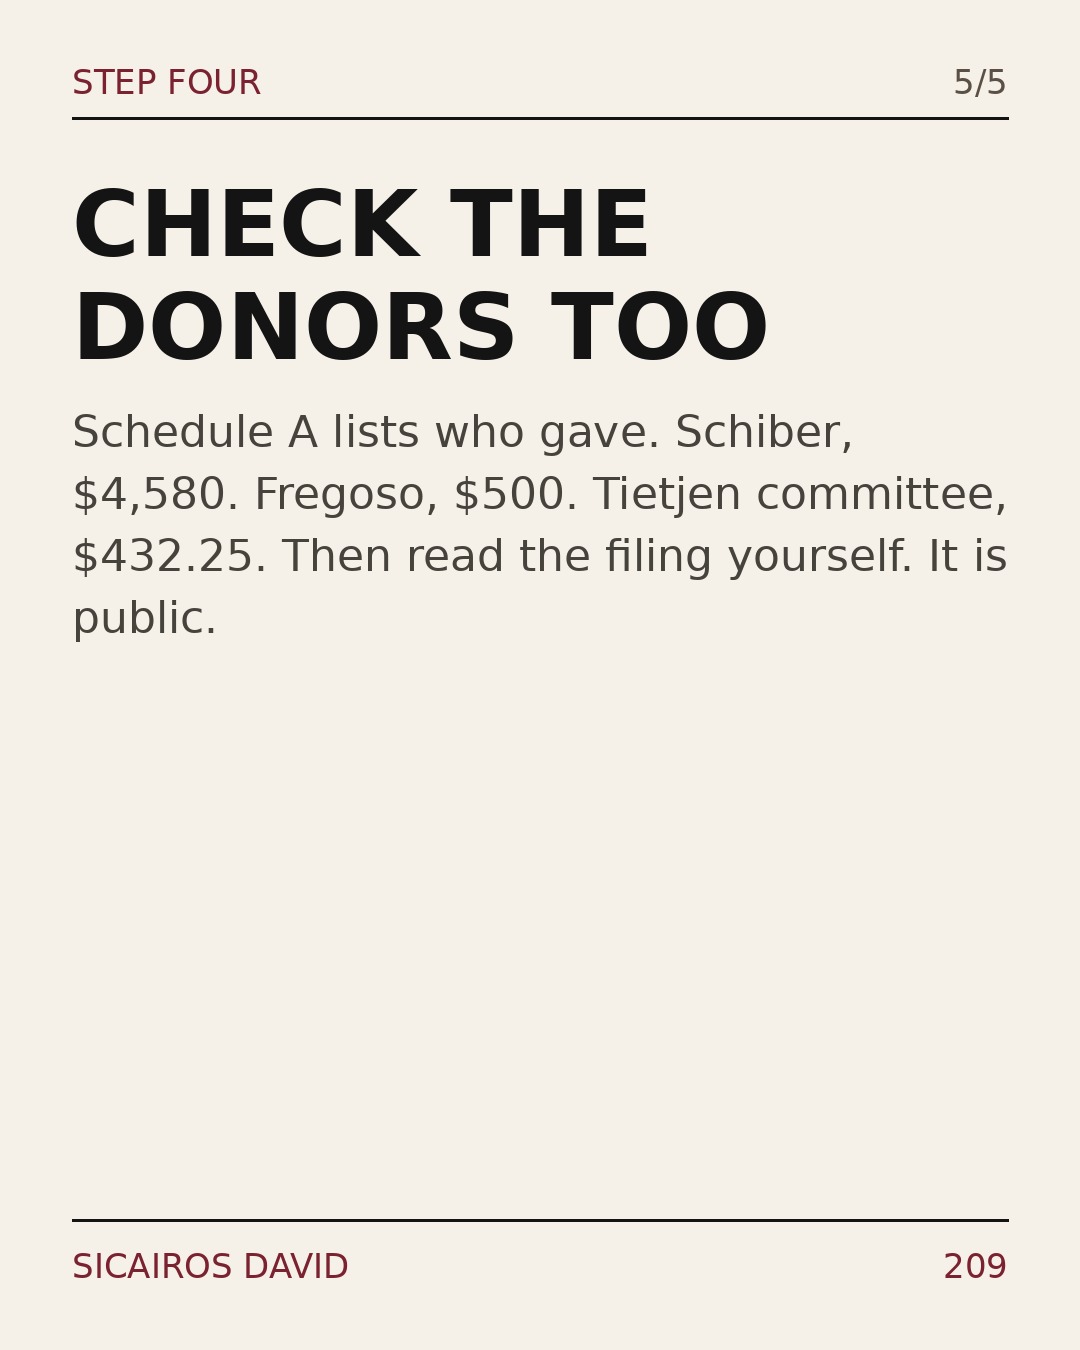 STEP FOUR 5/5
CHECK THE
DONORS TOO
Schedule A lists who gave. Schiber,
$4,580. Fregoso, $500. Tietjen committee,
$432.25. Then read the filing yourself. It is
public.
SICAIROS DAVID 209